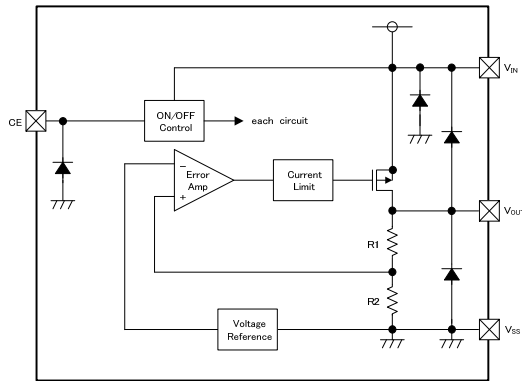 VIN
CE
ON/OFF
Control
each circuit
−
Error
Amp
+
Current
Limit
VOUT
R1
R2
Voltage
Reference
VSS